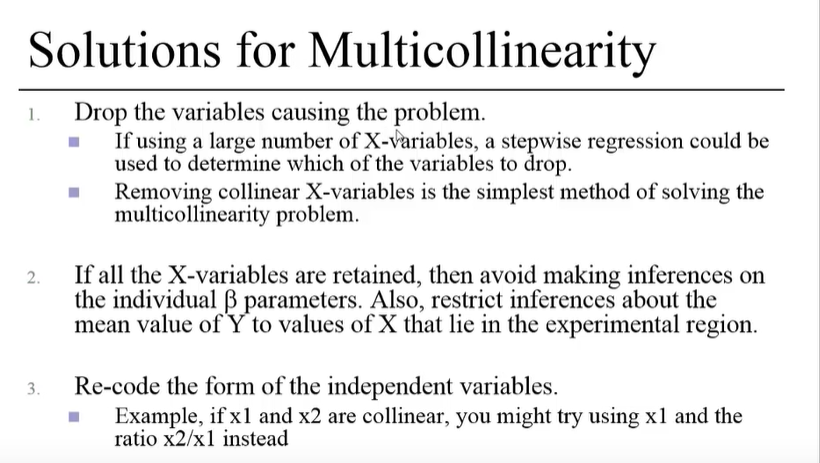 Solutions for Multicollinearity
1. Drop the variables causing the problem.
If using a large number of X-variables, a stepwise regression could be
used to determine which of the variables to drop.
Removing collinear X-variables is the simplest method of solving the
multicollinearity problem.
2. If all the X-variables are retained, then avoid making inferences on
the individual β parameters. Also, restrict inferences about the
mean value of Y to values of X that lie in the experimental region.
3. Re-code the form of the independent variables.
Example, if x1 and x2 are collinear, you might try using x1 and the
ratio x2/x1 instead